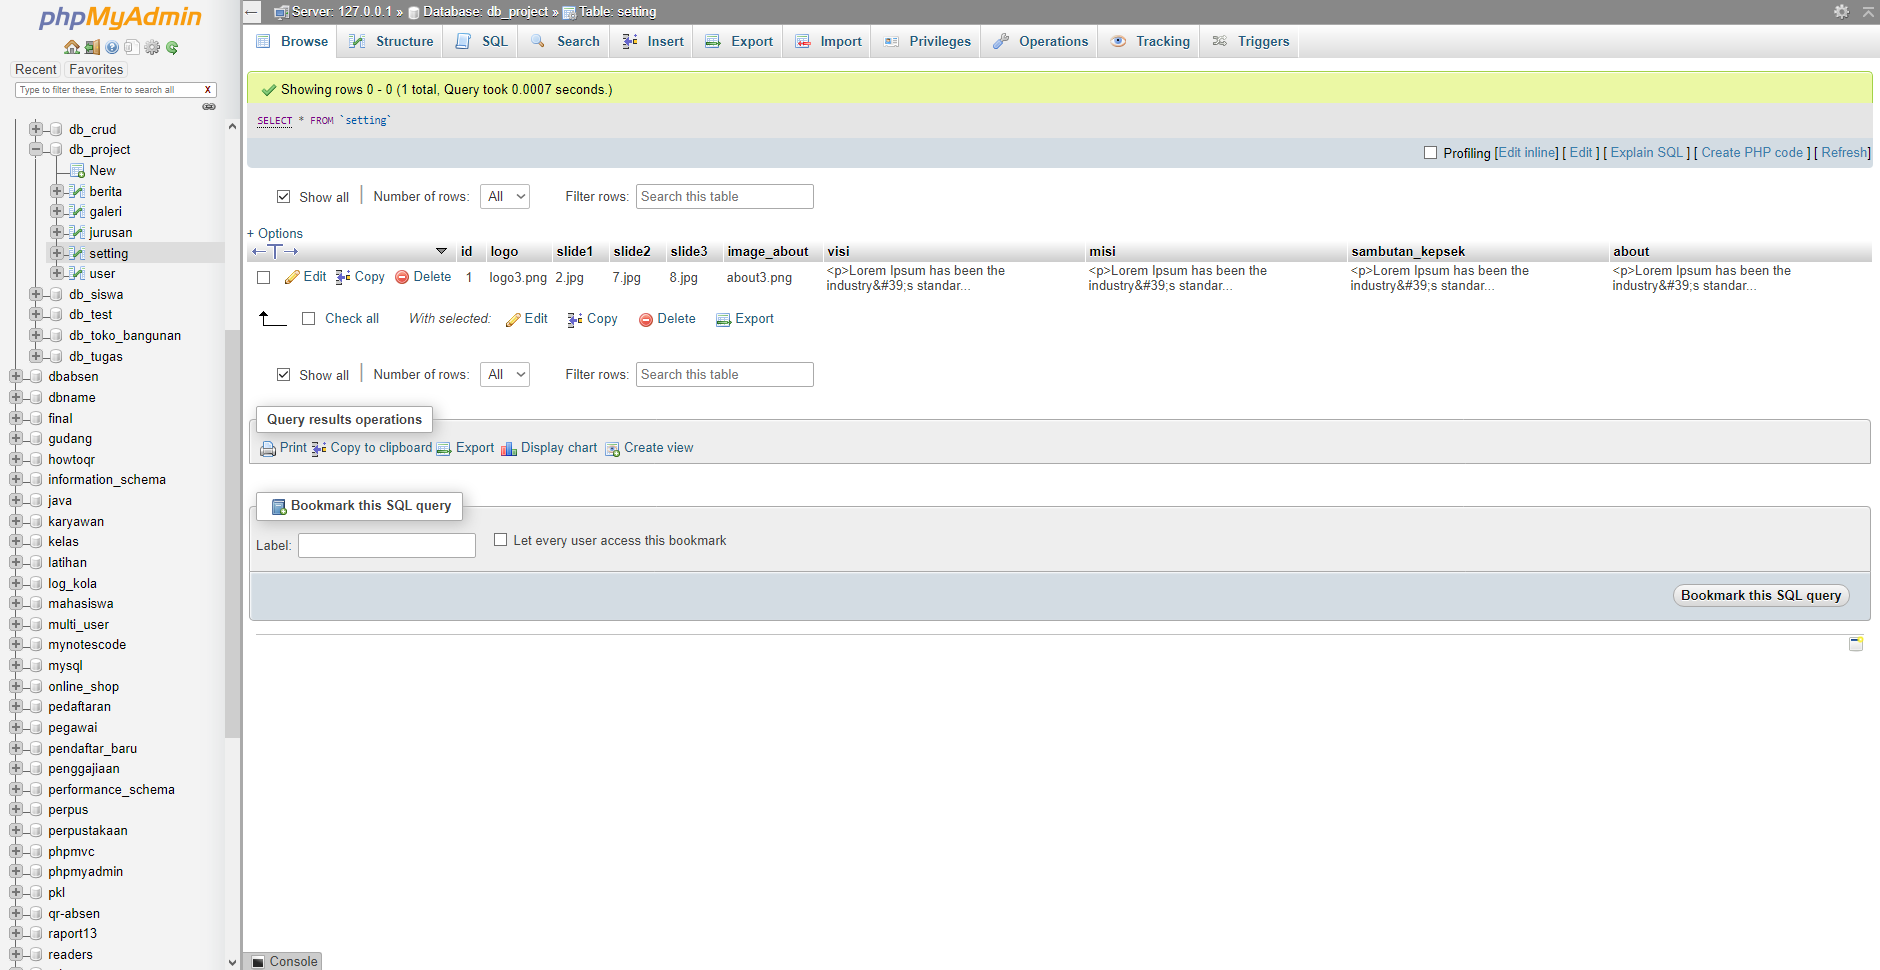 phpMyAdmin
Recent Favorites
Type to filter these, Enter to search all X
db_crud
db_project
New
berita
galeri
jurusan
setting
user
db_siswa
db_test
db_toko_bangunan
db_tugas
dbabsen
dbname
final
gudang
howtoqr
information_schema
java
karyawan
kelas
latihan
log_kola
mahasiswa
multi_user
mynotescode
mysql
online_shop
pedaftaran
pegawai
pendaftar_baru
penggajiaan
performance_schema
perpus
perpustakaan
phpmvc
phpmyadmin
pkl
qr-absen
raport13
readers
Server: 127.0.0.1 » Database: db_project » Table: setting
Browse Structure SQL Search Insert Export Import Privileges Operations Tracking Triggers
Showing rows 0 - 0 (1 total, Query took 0.0007 seconds.)
SELECT * FROM `setting`
Profiling [Edit inline] [ Edit ] [ Explain SQL ] [ Create PHP code ] [ Refresh]
Show all | Number of rows: All Filter rows: Search this table
+ Options
←T→ id logo slide1 slide2 slide3 image_about visi misi sambutan_kepsek about
Edit Copy Delete 1 logo3.png 2.jpg 7.jpg 8.jpg about3.png <p>Lorem Ipsum has been the industry&#39;s standar... <p>Lorem Ipsum has been the industry&#39;s standar... <p>Lorem Ipsum has been the industry&#39;s standar... <p>Lorem Ipsum has been the industry&#39;s standar...
Check all With selected: Edit Copy Delete Export
Show all | Number of rows: All Filter rows: Search this table
Query results operations
Print Copy to clipboard Export Display chart Create view
Bookmark this SQL query
Label: Let every user access this bookmark
Bookmark this SQL query
Console